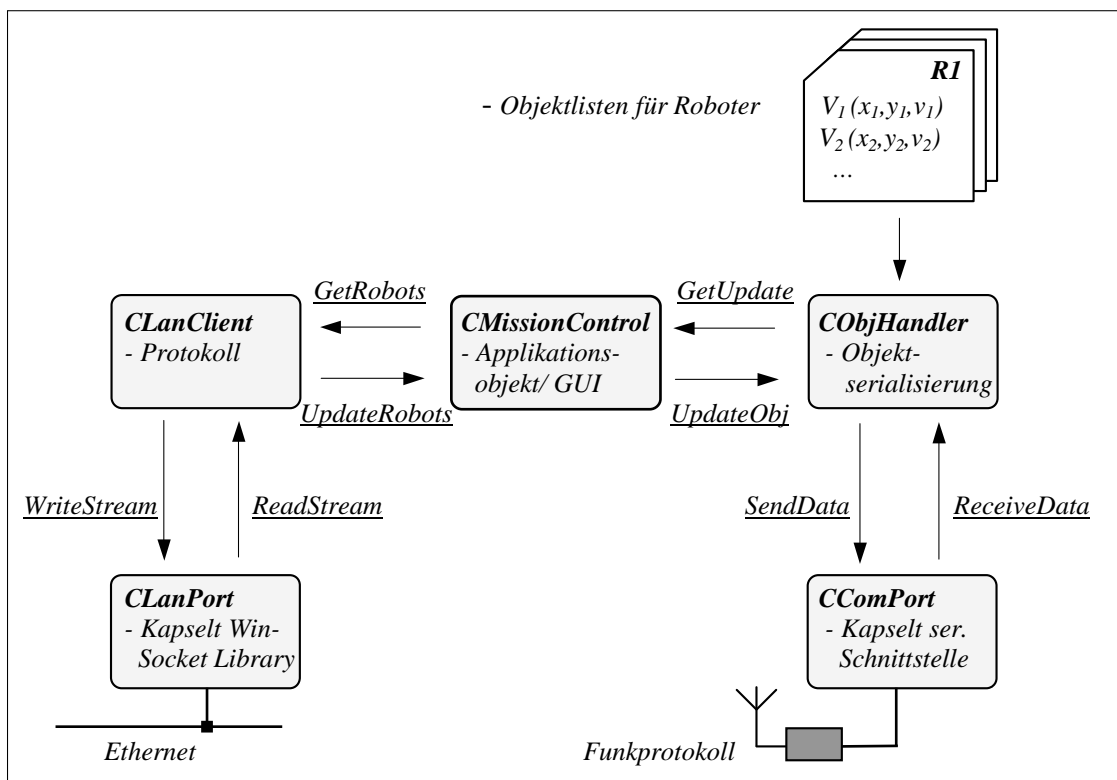 R1
- Objektlisten für Roboter
V1(x1,y1,v1)
V2(x2,y2,v2)
...
GetRobots
GetUpdate
CLanClient
- Protokoll
CMissionControl
- Applikations-
objekt/ GUI
CObjHandler
- Objekt-
serialisierung
UpdateRobots
UpdateObj
WriteStream
ReadStream
SendData
ReceiveData
CLanPort
- Kapselt Win-
Socket Library
CComPort
- Kapselt ser.
Schnittstelle
Ethernet
Funkprotokoll